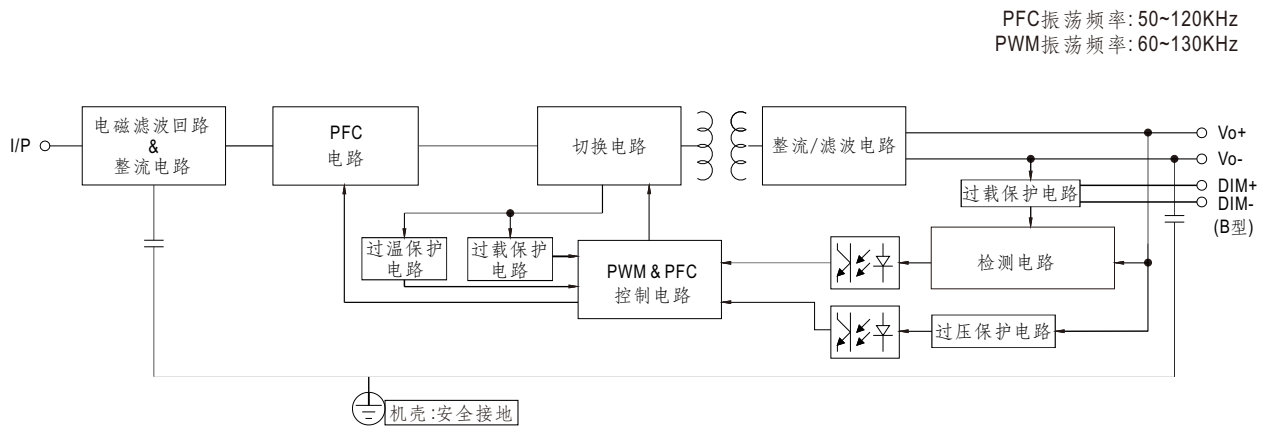 PFC振荡频率: 50~120KHz
PWM振荡频率: 60~130KHz
I/P
电磁滤波回路
&
整流电路
PFC
电路
切换电路
整流/滤波电路
Vo+
Vo-
DIM+
DIM-
(B型)
过载保护电路
过温保护
电路
过载保护
电路
PWM & PFC
控制电路
检测电路
过压保护电路
机壳:安全接地